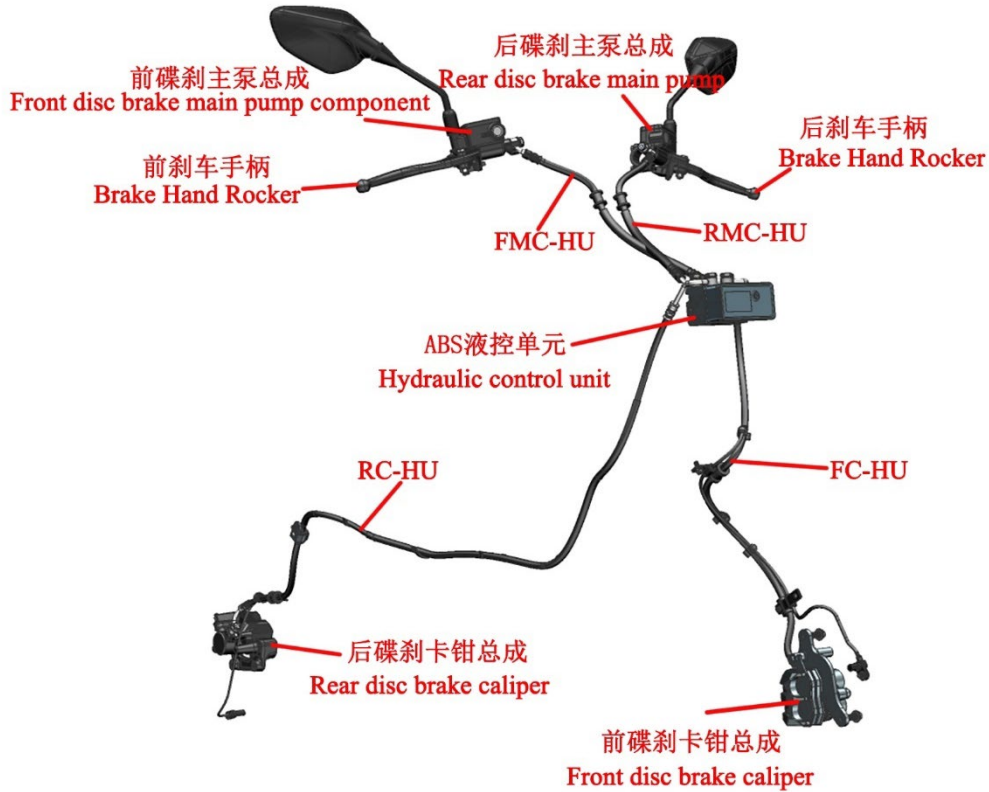 后碟刹主泵总成
Rear disc brake main pump
前碟刹主泵总成
Front disc brake main pump component
后刹车手柄
Brake Hand Rocker
前刹车手柄
Brake Hand Rocker
FMC-HU
RMC-HU
ABS液控单元
Hydraulic control unit
RC-HU
FC-HU
后碟刹卡钳总成
Rear disc brake caliper
前碟刹卡钳总成
Front disc brake caliper